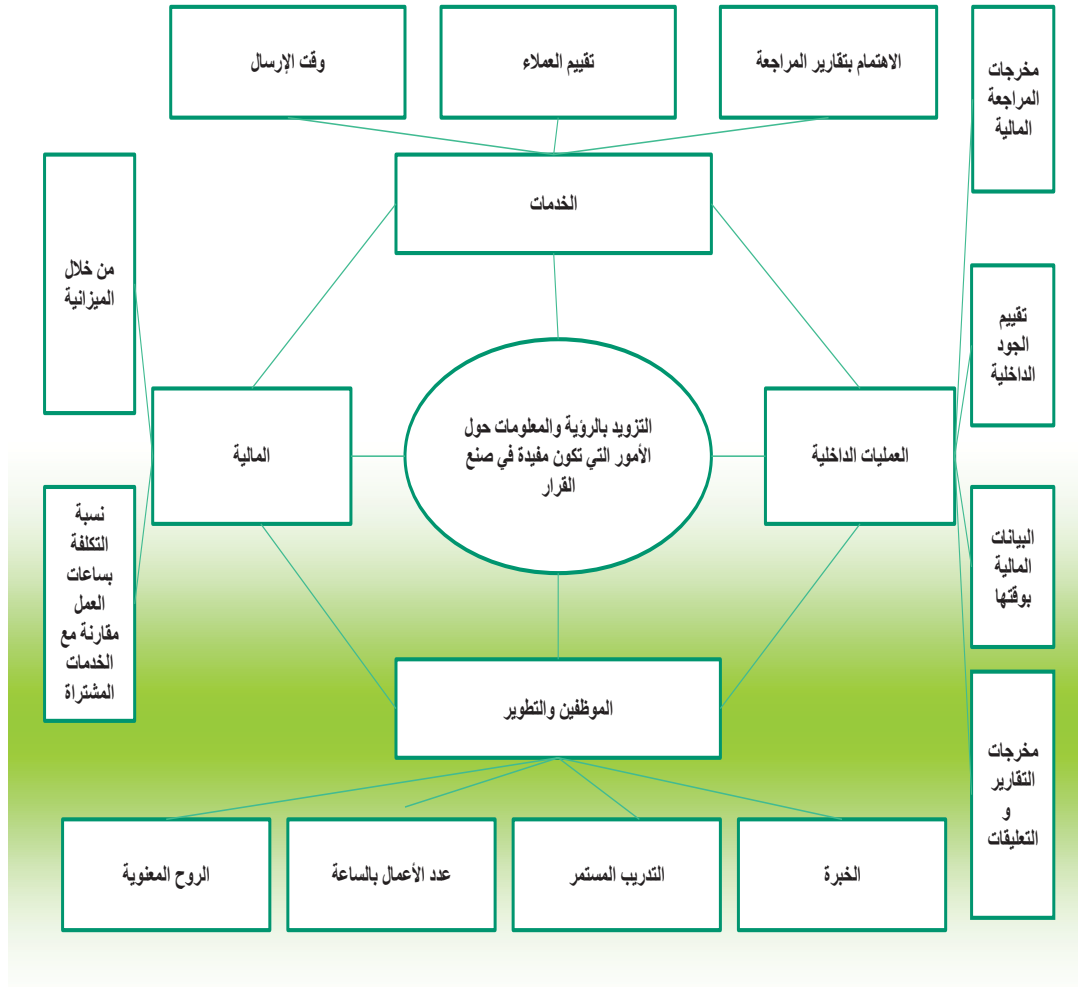 الاهتمام بتقارير المراجعة
تقييم العملاء
وقت الإرسال
مخرجات
المراجعة
المالية
الخدمات
من خلال
الميزانية
تقييم
الجود
الداخلية
التزويد بالرؤية والمعلومات حول
الأمور التي تكون مفيدة في صنع
القرار
العمليات الداخلية
المالية
البيانات
المالية
بوقتها
نسبة
التكلفة
بساعات
العمل
مقارنة مع
الخدمات
المشتراة
الموظفين والتطوير
مخرجات
التقارير
و
التعليقات
الخبرة
التدريب المستمر
عدد الأعمال بالساعة
الروح المعنوية